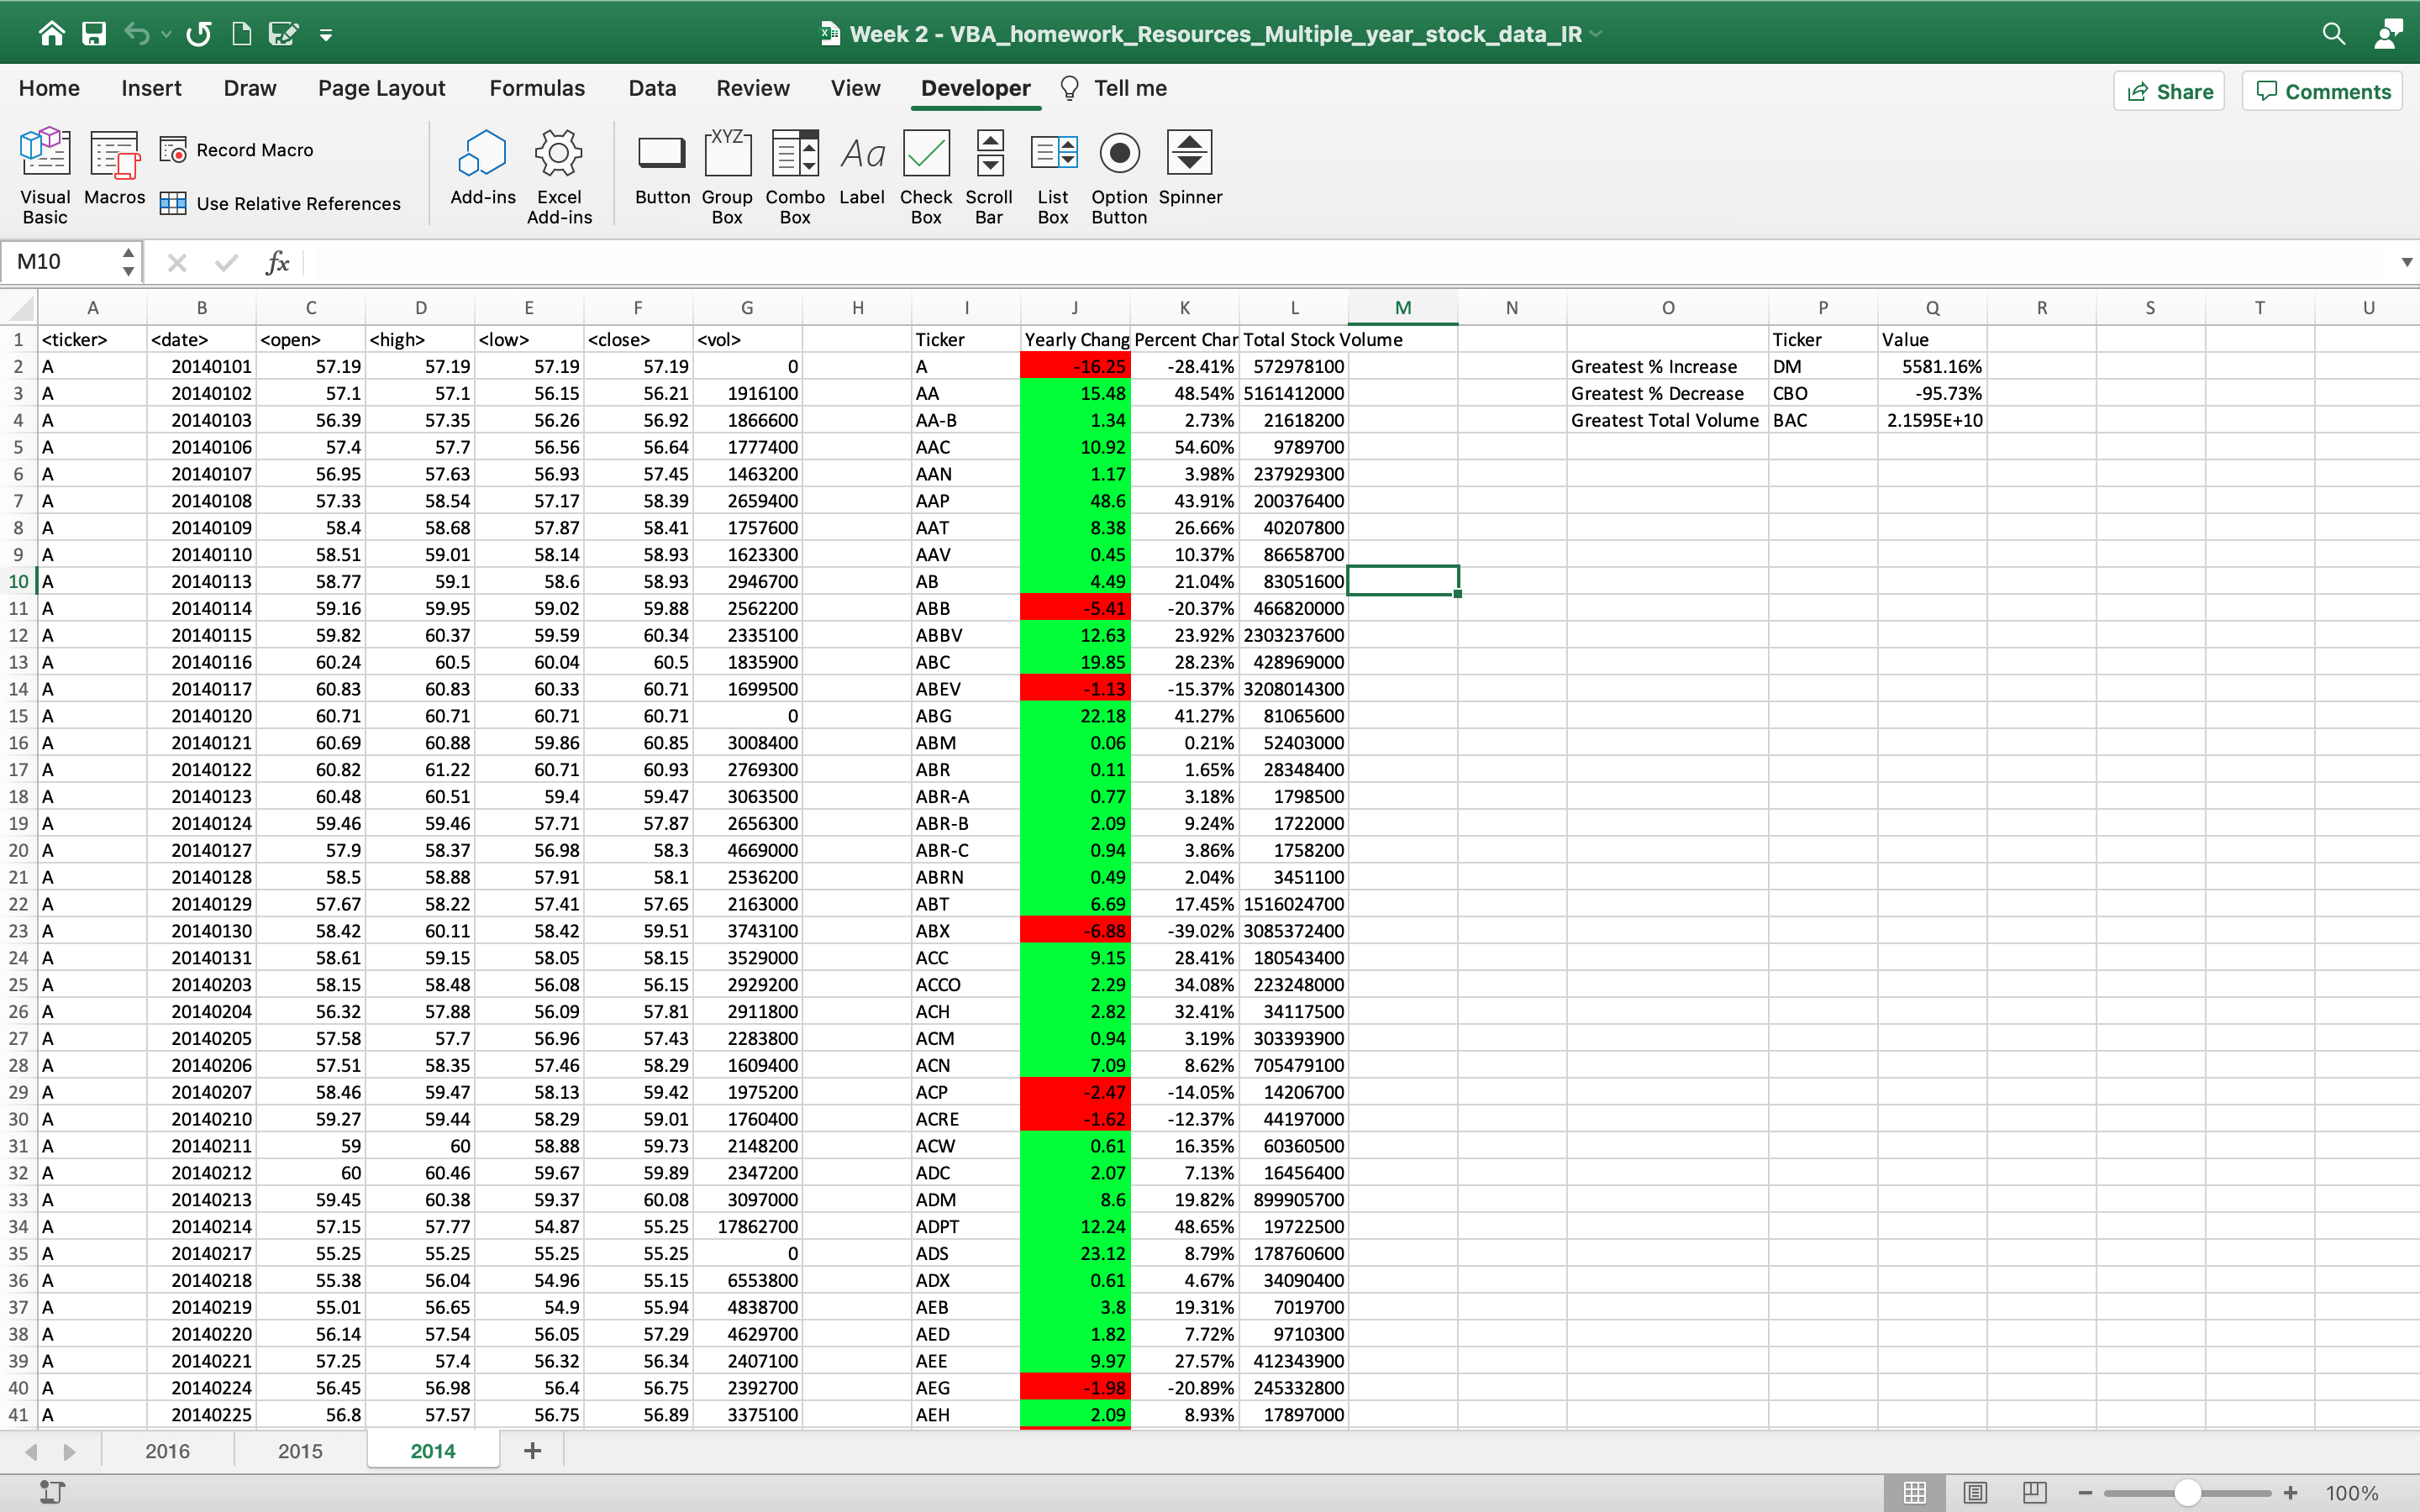 Week 2 - VBA_homework_Resources_Multiple_year_stock_data_IR
Home Insert Draw Page Layout Formulas Data Review View Developer Tell me Share Comments
Visual Basic Macros Record Macro Use Relative References Add-ins Excel Add-ins XYZ Group Box Button Combo Box Aa Label Check Box Scroll Bar List Box Option Button Spinner
M10 fx
A B C D E F G H I J K L M N O P Q R S T U
1 <ticker> <date> <open> <high> <low> <close> <vol> Ticker Yearly Chang Percent Char Total Stock Volume Ticker Value
2 A 20140101 57.19 57.19 57.19 57.19 0 A -16.25 -28.41% 572978100 Greatest % Increase DM 5581.16%
3 A 20140102 57.1 57.1 56.15 56.21 1916100 AA 15.48 48.54% 5161412000 Greatest % Decrease CBO -95.73%
4 A 20140103 56.39 57.35 56.26 56.92 1866600 AA-B 1.34 2.73% 21618200 Greatest Total Volume BAC 2.1595E+10
5 A 20140106 57.4 57.7 56.56 56.64 1777400 AAC 10.92 54.60% 9789700
6 A 20140107 56.95 57.63 56.93 57.45 1463200 AAN 1.17 3.98% 237929300
7 A 20140108 57.33 58.54 57.17 58.39 2659400 AAP 48.6 43.91% 200376400
8 A 20140109 58.4 58.68 57.87 58.41 1757600 AAT 8.38 26.66% 40207800
9 A 20140110 58.51 59.01 58.14 58.93 1623300 AAV 0.45 10.37% 86658700
10 A 20140113 58.77 59.1 58.6 58.93 2946700 AB 4.49 21.04% 83051600
11 A 20140114 59.16 59.95 59.02 59.88 2562200 ABB -5.41 -20.37% 466820000
12 A 20140115 59.82 60.37 59.59 60.34 2335100 ABBV 12.63 23.92% 2303237600
13 A 20140116 60.24 60.5 60.04 60.5 1835900 ABC 19.85 28.23% 428969000
14 A 20140117 60.83 60.83 60.33 60.71 1699500 ABEV -1.13 -15.37% 3208014300
15 A 20140120 60.71 60.71 60.71 60.71 0 ABG 22.18 41.27% 81065600
16 A 20140121 60.69 60.88 59.86 60.85 3008400 ABM 0.06 0.21% 52403000
17 A 20140122 60.82 61.22 60.71 60.93 2769300 ABR 0.11 1.65% 28348400
18 A 20140123 60.48 60.51 59.4 59.47 3063500 ABR-A 0.77 3.18% 1798500
19 A 20140124 59.46 59.46 57.71 57.87 2656300 ABR-B 2.09 9.24% 1722000
20 A 20140127 57.9 58.37 56.98 58.3 4669000 ABR-C 0.94 3.86% 1758200
21 A 20140128 58.5 58.88 57.91 58.1 2536200 ABRN 0.49 2.04% 3451100
22 A 20140129 57.67 58.22 57.41 57.65 2163000 ABT 6.69 17.45% 1516024700
23 A 20140130 58.42 60.11 58.42 59.51 3743100 ABX -6.88 -39.02% 3085372400
24 A 20140131 58.61 59.15 58.05 58.15 3529000 ACC 9.15 28.41% 180543400
25 A 20140203 58.15 58.48 56.08 56.15 2929200 ACCO 2.29 34.08% 223248000
26 A 20140204 56.32 57.88 56.09 57.81 2911800 ACH 2.82 32.41% 34117500
27 A 20140205 57.58 57.7 56.96 57.43 2283800 ACM 0.94 3.19% 303393900
28 A 20140206 57.51 58.35 57.46 58.29 1609400 ACN 7.09 8.62% 705479100
29 A 20140207 58.46 59.47 58.13 59.42 1975200 ACP -2.47 -14.05% 14206700
30 A 20140210 59.27 59.44 58.29 59.01 1760400 ACRE -1.62 -12.37% 44197000
31 A 20140211 59 60 58.88 59.73 2148200 ACW 0.61 16.35% 60360500
32 A 20140212 60 60.46 59.67 59.89 2347200 ADC 2.07 7.13% 16456400
33 A 20140213 59.45 60.38 59.37 60.08 3097000 ADM 8.6 19.82% 899905700
34 A 20140214 57.15 57.77 54.87 55.25 17862700 ADPT 12.24 48.65% 19722500
35 A 20140217 55.25 55.25 55.25 55.25 0 ADS 23.12 8.79% 178760600
36 A 20140218 55.38 56.04 54.96 55.15 6553800 ADX 0.61 4.67% 34090400
37 A 20140219 55.01 56.65 54.9 55.94 4838700 AEB 3.8 19.31% 7019700
38 A 20140220 56.14 57.54 56.05 57.29 4629700 AED 1.82 7.72% 9710300
39 A 20140221 57.25 57.4 56.32 56.34 2407100 AEE 9.97 27.57% 412343900
40 A 20140224 56.45 56.98 56.4 56.75 2392700 AEG -1.98 -20.89% 245332800
41 A 20140225 56.8 57.57 56.75 56.89 3375100 AEH 2.09 8.93% 17897000
2016 2015 2014 +
100%